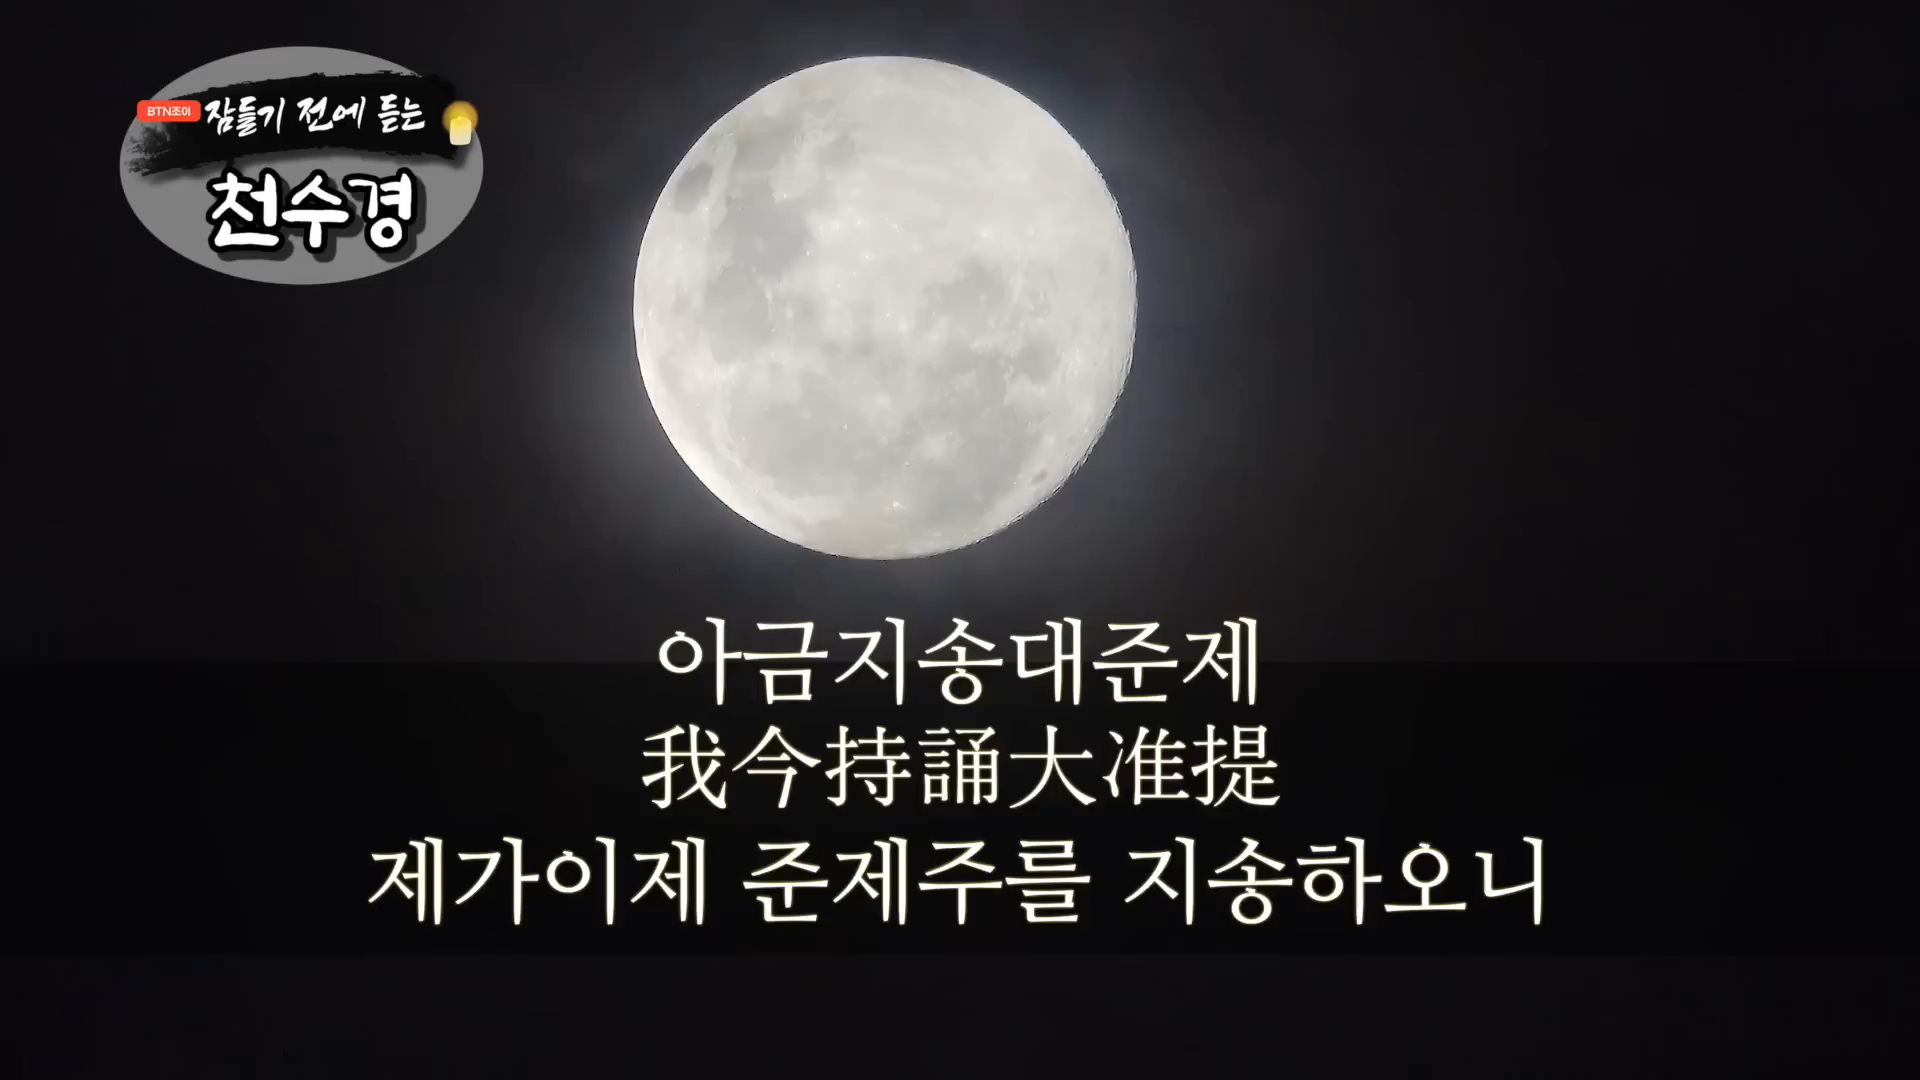 BTN조이 잠들기 전에 듣는
천수경
아금지송대준제
我今持誦大准提
제가이제 준제주를 지송하오니